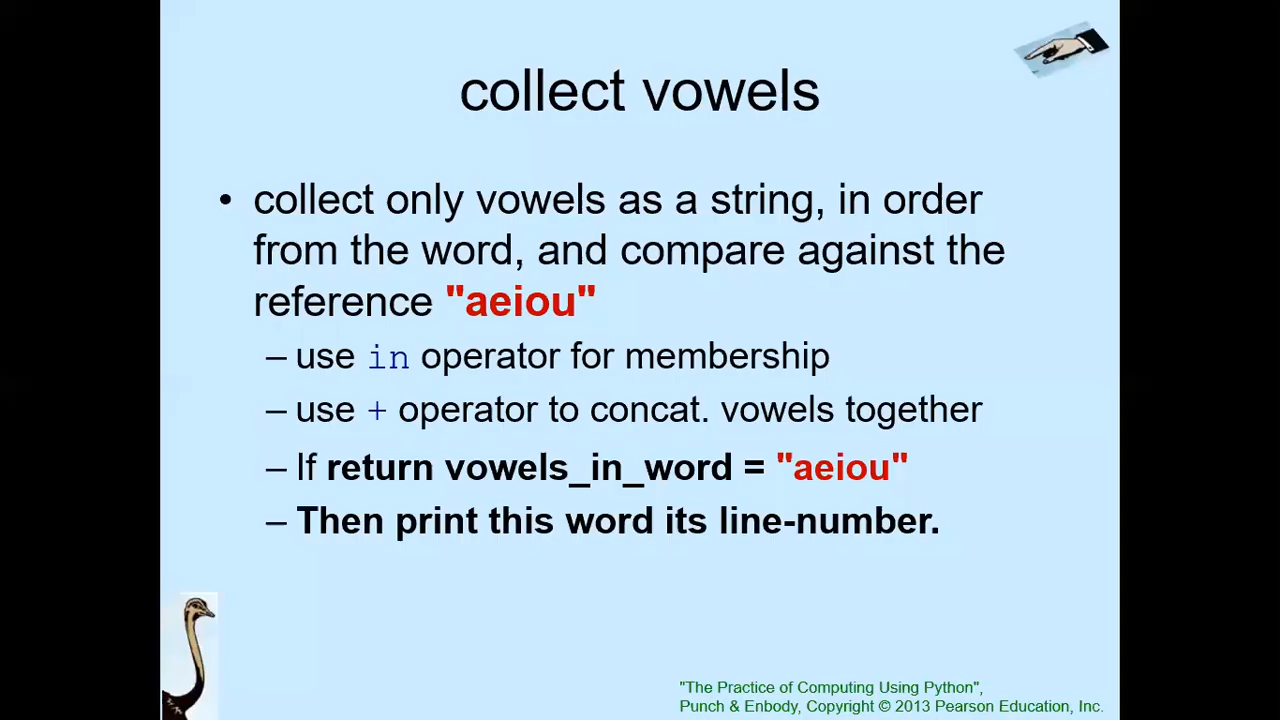 collect vowels
• collect only vowels as a string, in order
from the word, and compare against the
reference "aeiou"
– use in operator for membership
– use + operator to concat. vowels together
– If return vowels_in_word = "aeiou"
– Then print this word its line-number.
"The Practice of Computing Using Python",
Punch & Enbody, Copyright © 2013 Pearson Education, Inc.